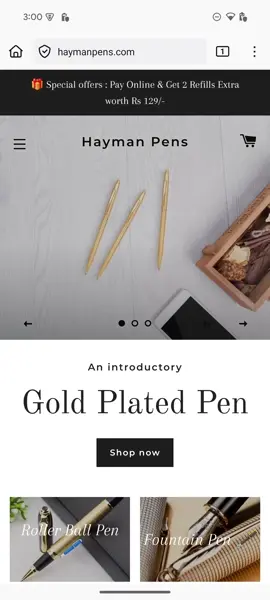 3:00
haymanpens.com
1
🎁 Special offers : Pay Online & Get 2 Refills Extra
worth Rs 129/-
Hayman Pens
An introductory
Gold Plated Pen
Shop now
Roller Ball Pen
Fountain Pen